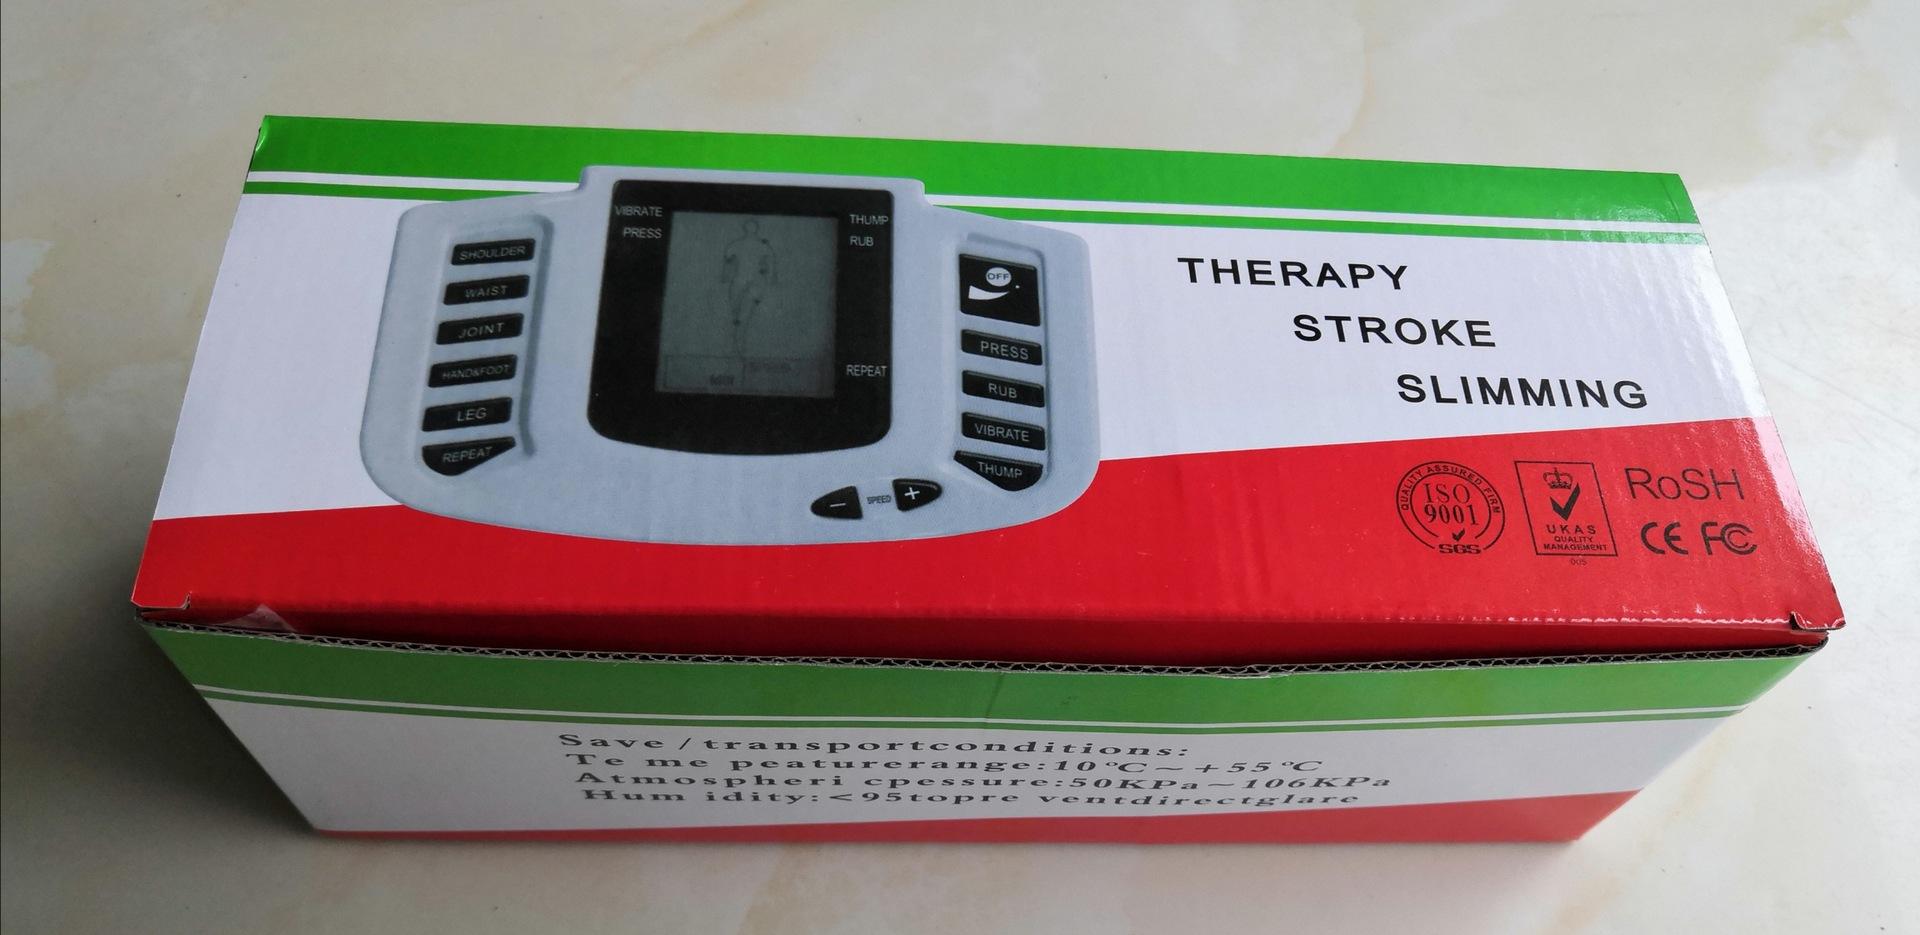 VIBRATE
PRESS
THUMP
RUB
REPEAT
SHOULDER
WAIST
JOINT
HAND&FOOT
LEG
REPEAT
OFF
PRESS
RUB
VIBRATE
THUMP
SPEED
THERAPY
STROKE
SLIMMING
QUALITY ASSURED FIRM
ISO
9001
SGS
UKAS
QUALITY
MANAGEMENT
005
RoSH
CE FC
Save/transportconditions:
Te me peaturerange:10°C~+55°C
Atmospheri cpessure:50KPa~106KPa
Hum idity:<95topre ventdirectglare